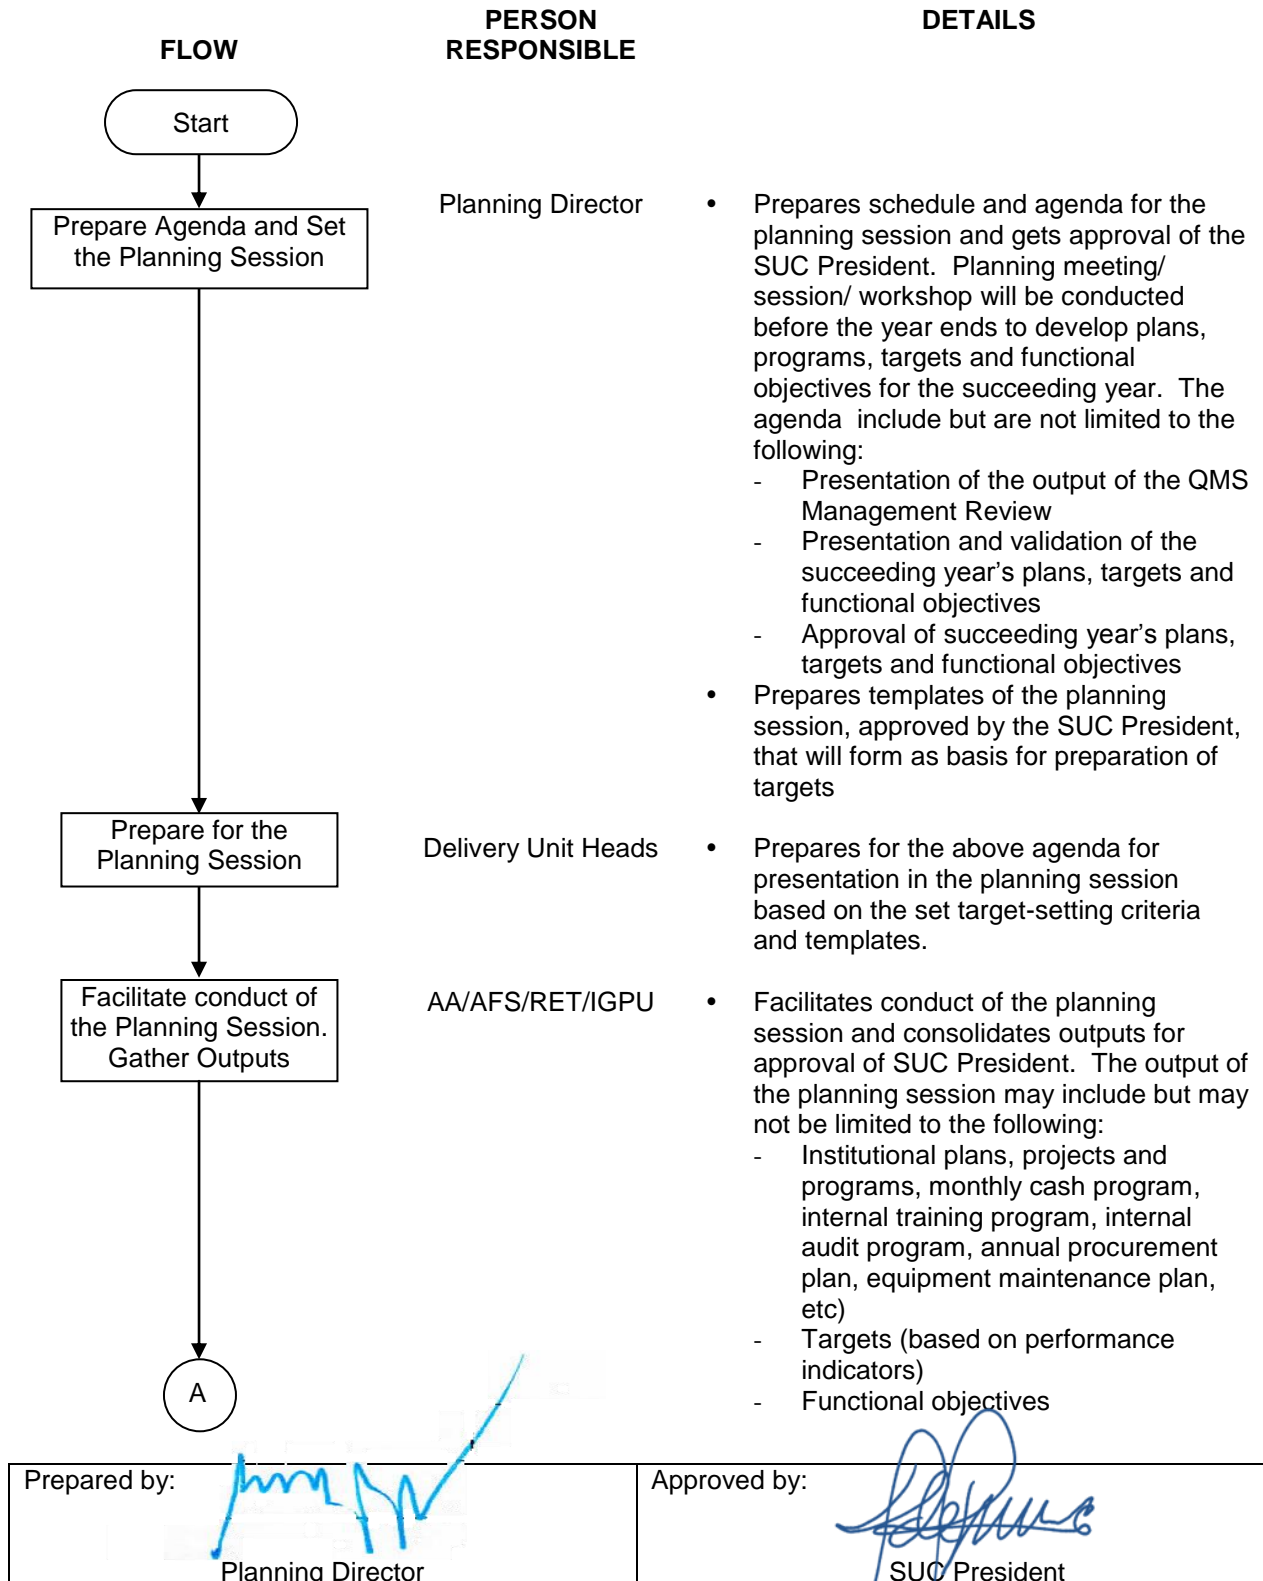 FLOW
PERSON
RESPONSIBLE
DETAILS
Start
Prepare Agenda and Set
the Planning Session
Planning Director
• Prepares schedule and agenda for the
planning session and gets approval of the
SUC President. Planning meeting/
session/ workshop will be conducted
before the year ends to develop plans,
programs, targets and functional
objectives for the succeeding year. The
agenda include but are not limited to the
following:
- Presentation of the output of the QMS
Management Review
- Presentation and validation of the
succeeding year’s plans, targets and
functional objectives
- Approval of succeeding year’s plans,
targets and functional objectives
• Prepares templates of the planning
session, approved by the SUC President,
that will form as basis for preparation of
targets
Prepare for the
Planning Session
Delivery Unit Heads
• Prepares for the above agenda for
presentation in the planning session
based on the set target-setting criteria
and templates.
Facilitate conduct of
the Planning Session.
Gather Outputs
AA/AFS/RET/IGPU
• Facilitates conduct of the planning
session and consolidates outputs for
approval of SUC President. The output of
the planning session may include but may
not be limited to the following:
- Institutional plans, projects and
programs, monthly cash program,
internal training program, internal
audit program, annual procurement
plan, equipment maintenance plan,
etc)
- Targets (based on performance
indicators)
- Functional objectives
A
Prepared by:
Planning Director
Approved by:
SUC President